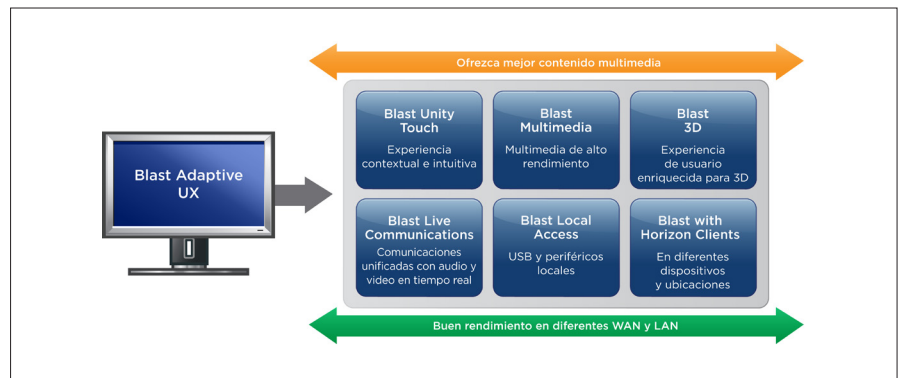 Ofrezca mejor contenido multimedia
Blast Adaptive
UX
Blast Unity
Touch
Experiencia
contextual e intuitiva
Blast
Multimedia
Multimedia de alto
rendimiento
Blast
3D
Experiencia
de usuario
enriquecida para 3D
Blast Live
Communications
Comunicaciones
unificadas con audio y
video en tiempo real
Blast Local
Access
USB y periféricos
locales
Blast with
Horizon Clients
En diferentes
dispositivos
y ubicaciones
Buen rendimiento en diferentes WAN y LAN